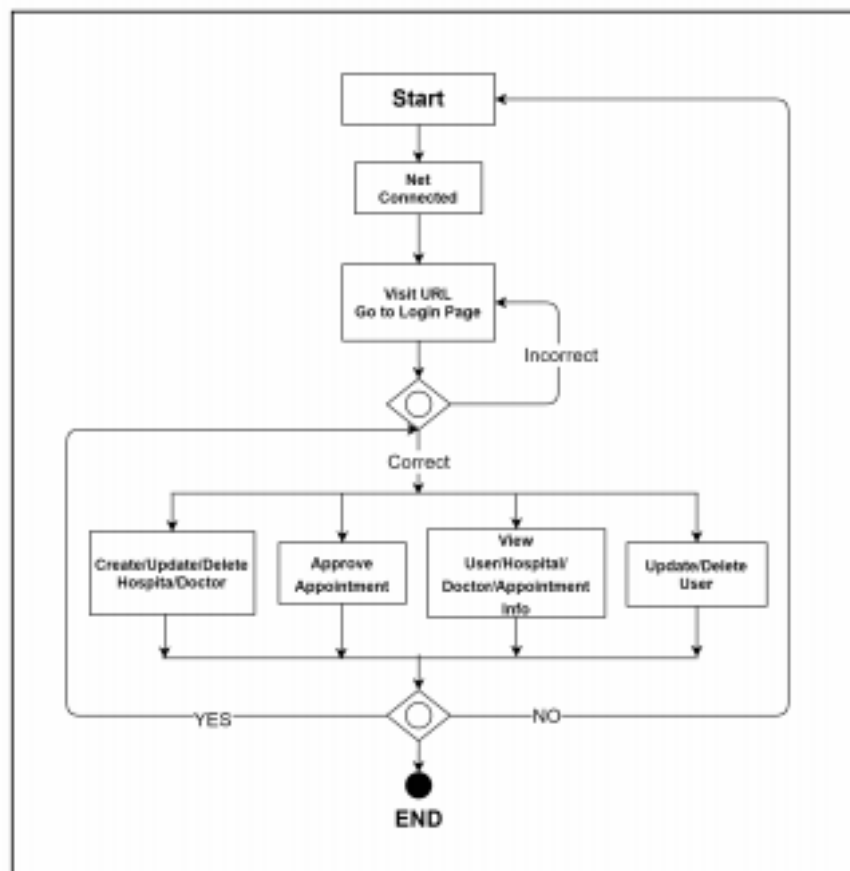 Start
Net
Connected
Visit URL
Go to Login Page
Incorrect
Correct
Create/Update/Delete
Hospita/Doctor
Approve
Appointment
View
User/Hospital/
Doctor/Appointment
Info
Update/Delete
User
YES
NO
END